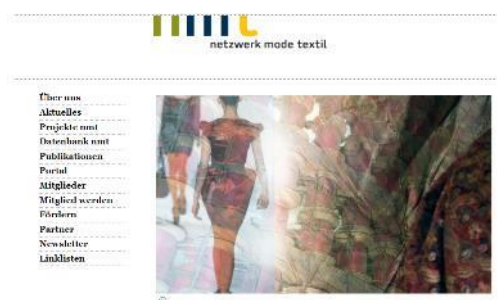 nmt
netzwerk mode textil
Über uns
Aktuelles
Projekte nmt
Datenbank nmt
Publikationen
Portal
Mitglieder
Mitglied werden
Fördern
Partner
Newsletter
Linklisten